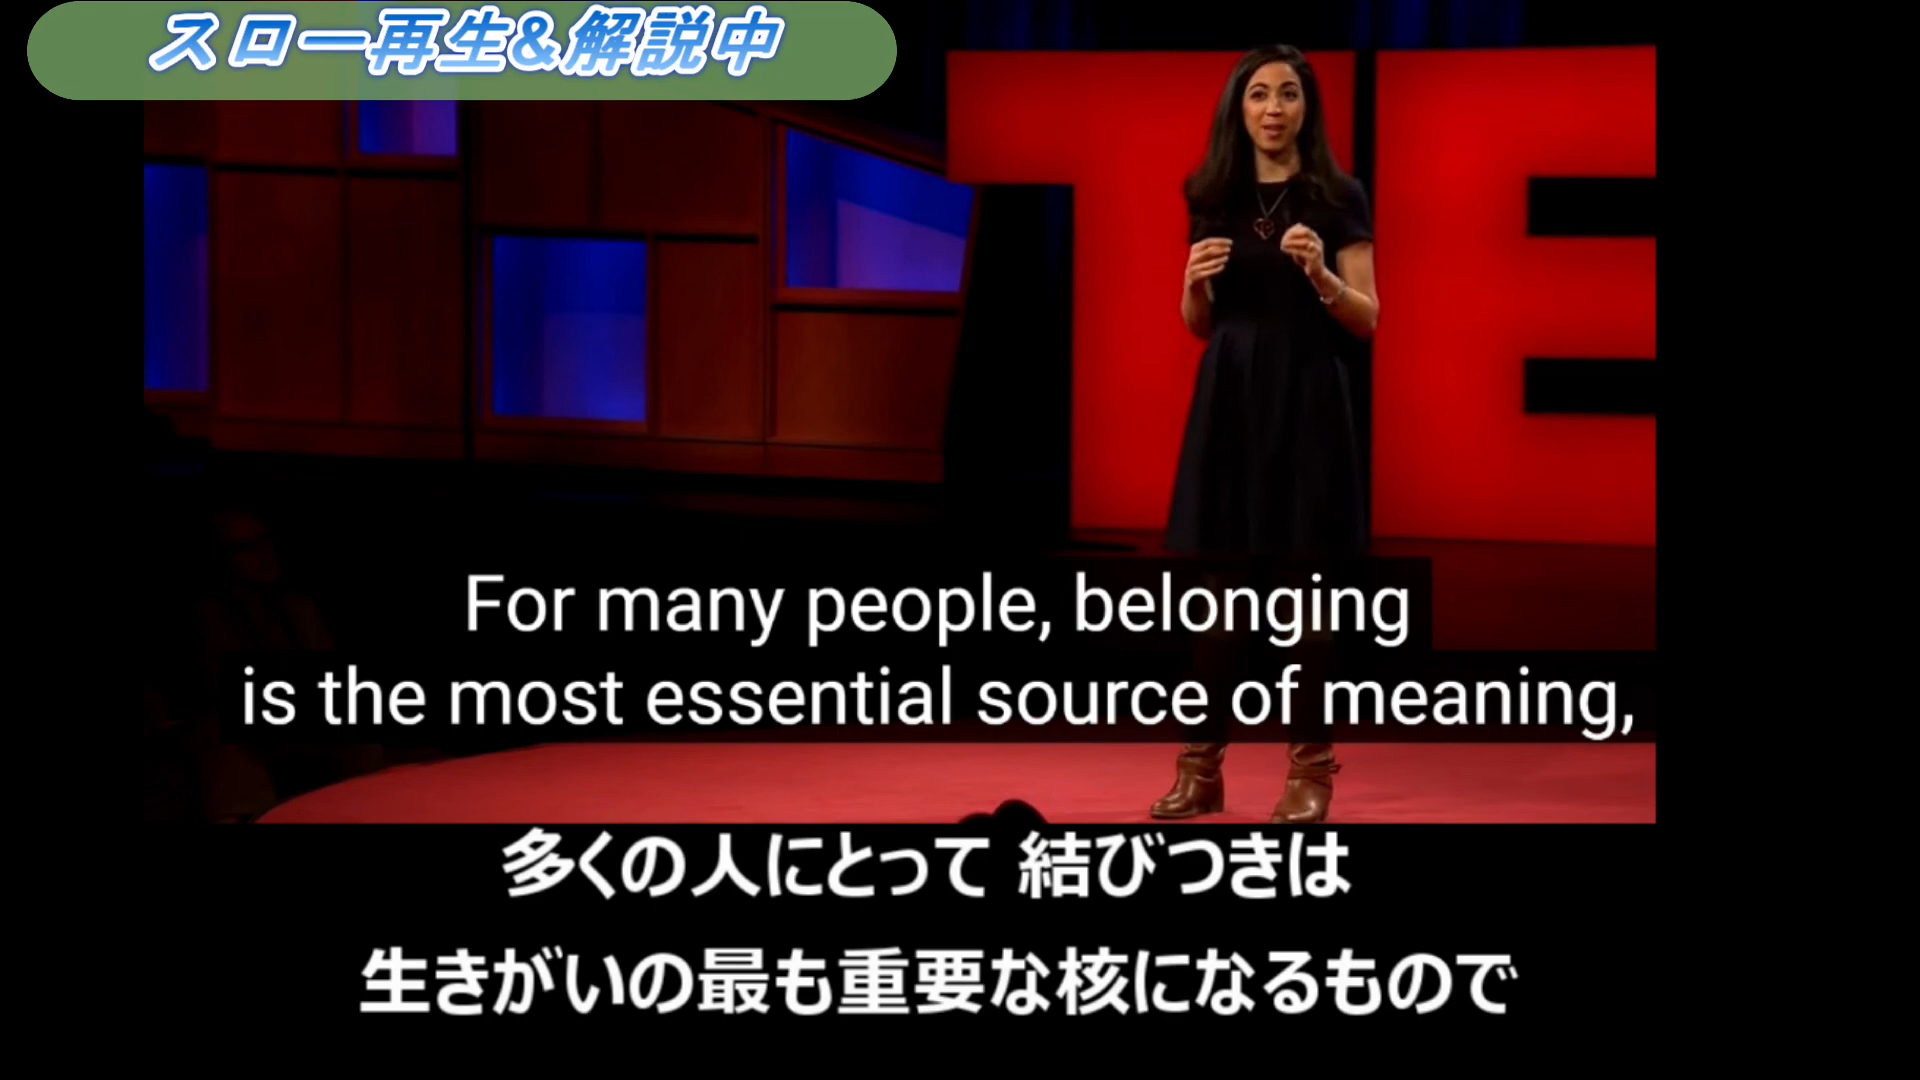 スロー再生&解説中
TE
For many people, belonging
is the most essential source of meaning,
多くの人にとって 結びつきは
生きがいの最も重要な核になるもので